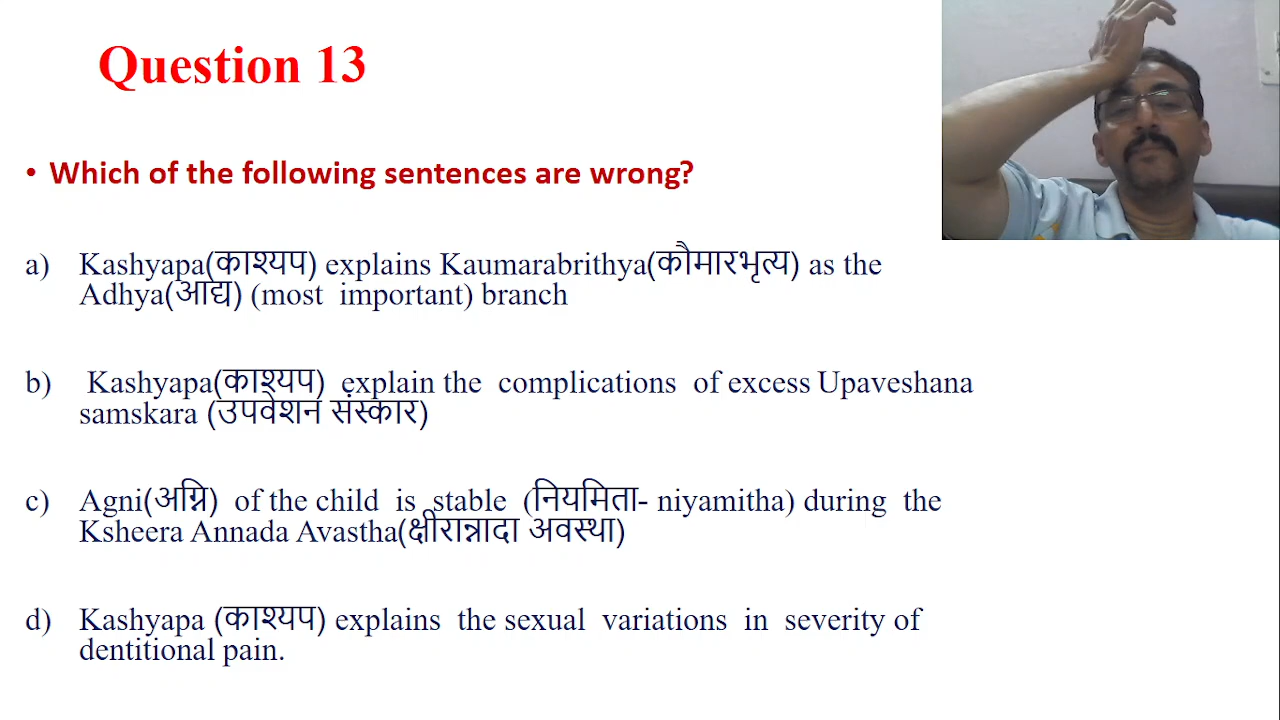 Question 13
• Which of the following sentences are wrong?
a) Kashyapa(काश्यप) explains Kaumarabrithya(कौमारभृत्य) as the
Adhya(आद्य) (most important) branch
b) Kashyapa(काश्यप) explain the complications of excess Upaveshana
samskara (उपवेशन संस्कार)
c) Agni(अग्नि) of the child is stable (नियमिता- niyamitha) during the
Ksheera Annada Avastha(क्षीरान्नादा अवस्था)
d) Kashyapa (काश्यप) explains the sexual variations in severity of
dentitional pain.